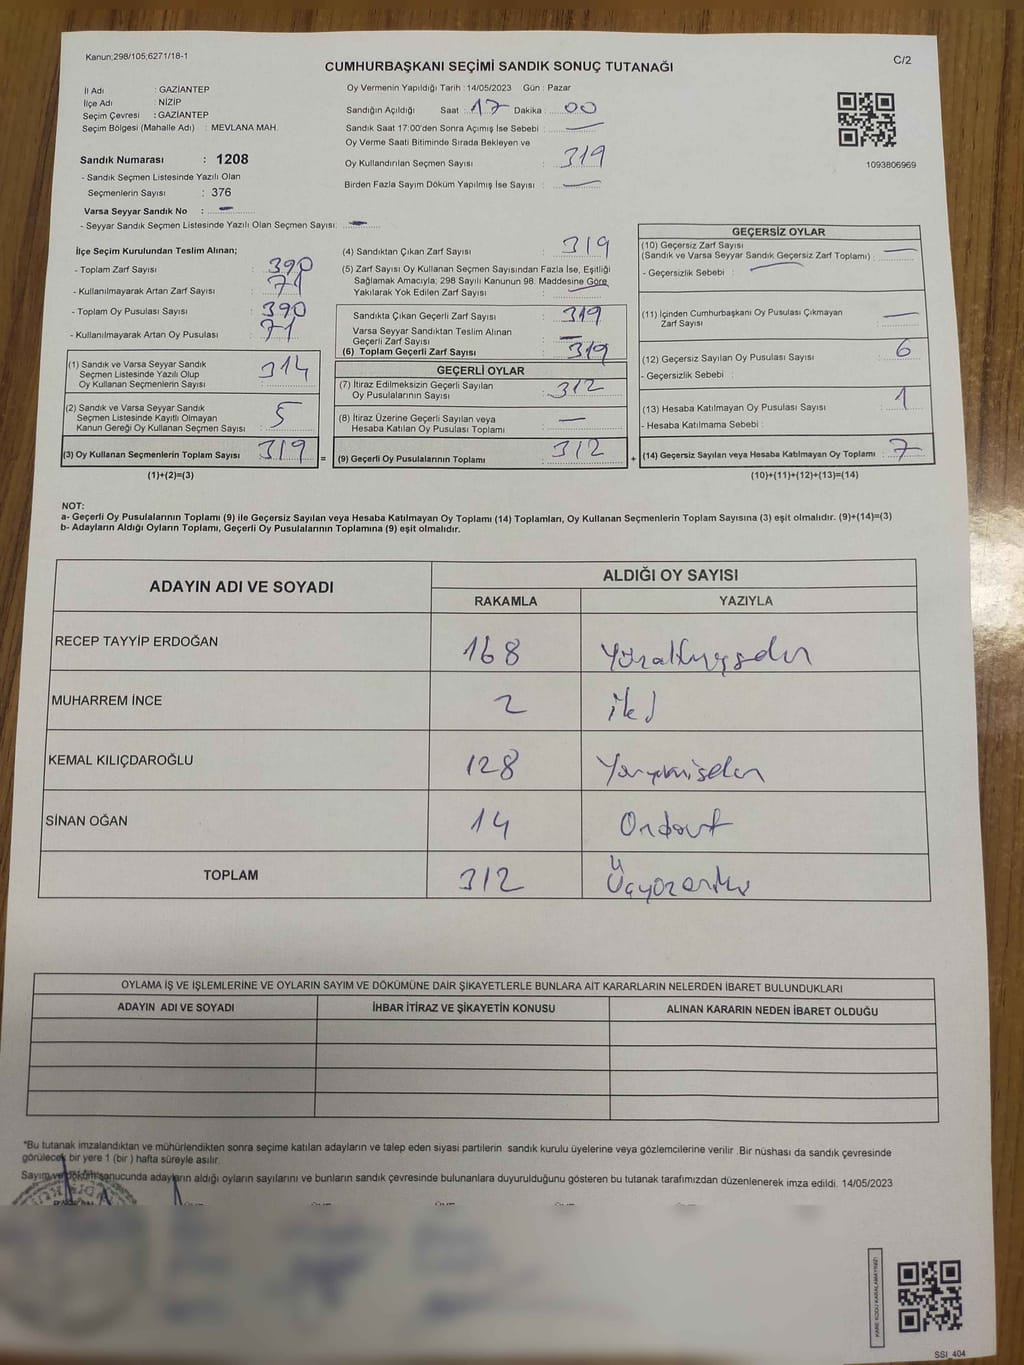 Kanun;298/105;6271/18-1
C/2
CUMHURBAŞKANI SEÇİMİ SANDIK SONUÇ TUTANAĞI
İl Adı : GAZİANTEP
İlçe Adı : NİZİP
Seçim Çevresi : GAZİANTEP
Seçim Bölgesi (Mahalle Adı) : MEVLANA MAH.
Sandık Numarası : 1208
- Sandık Seçmen Listesinde Yazılı Olan
Seçmenlerin Sayısı : 376
Varsa Seyyar Sandık No : -
- Seyyar Sandık Seçmen Listesinde Yazılı Olan Seçmen Sayısı: -
Oy Vermenin Yapıldığı Tarih : 14/05/2023 Gün : Pazar
Sandığın Açıldığı Saat : 17 Dakika : 00
Sandık Saat 17:00'den Sonra Açımış İse Sebebi : —
Oy Verme Saati Bitiminde Sırada Bekleyen ve
Oy Kullandırılan Seçmen Sayısı : 319
Birden Fazla Sayım Döküm Yapılmış İse Sayısı : —
1093806969
İlçe Seçim Kurulundan Teslim Alınan;
- Toplam Zarf Sayısı : 390
- Kullanılmayarak Artan Zarf Sayısı : 71
- Toplam Oy Pusulası Sayısı : 390
- Kullanılmayarak Artan Oy Pusulası : 71
(1) Sandık ve Varsa Seyyar Sandık
Seçmen Listesinde Yazılı Olup
Oy Kullanan Seçmenlerin Sayısı : 314
(2) Sandık ve Varsa Seyyar Sandık
Seçmen Listesinde Kayıtlı Olmayan
Kanun Gereği Oy Kullanan Seçmen Sayısı : 5
(3) Oy Kullanan Seçmenlerin Toplam Sayısı : 319 =
(1)+(2)=(3)
(4) Sandıktan Çıkan Zarf Sayısı : 319
(5) Zarf Sayısı Oy Kullanan Seçmen Sayısından Fazla İse, Eşitliği
Sağlamak Amacıyla; 298 Sayılı Kanunun 98. Maddesine Göre
Yakılarak Yok Edilen Zarf Sayısı : —
Sandıkta Çıkan Geçerli Zarf Sayısı : 319
Varsa Seyyar Sandıktan Teslim Alınan
Geçerli Zarf Sayısı : —
(6) Toplam Geçerli Zarf Sayısı : 319
GEÇERLİ OYLAR
(7) İtiraz Edilmeksizin Geçerli Sayılan
Oy Pusulalarının Sayısı : 312
(8) İtiraz Üzerine Geçerli Sayılan veya
Hesaba Katılan Oy Pusulası Toplamı : —
(9) Geçerli Oy Pusulalarının Toplamı : 312 +
GEÇERSİZ OYLAR
(10) Geçersiz Zarf Sayısı
(Sandık ve Varsa Seyyar Sandık Geçersiz Zarf Toplamı) : —
- Geçersizlik Sebebi : —
(11) İçinden Cumhurbaşkanı Oy Pusulası Çıkmayan
Zarf Sayısı : —
(12) Geçersiz Sayılan Oy Pusulası Sayısı : 6
- Geçersizlik Sebebi :
(13) Hesaba Katılmayan Oy Pusulası Sayısı : 1
- Hesaba Katılmama Sebebi :
(14) Geçersiz Sayılan veya Hesaba Katılmayan Oy Toplamı : 7
(10)+(11)+(12)+(13)=(14)
NOT:
a- Geçerli Oy Pusulalarının Toplamı (9) ile Geçersiz Sayılan veya Hesaba Katılmayan Oy Toplamı (14) Toplamları, Oy Kullanan Seçmenlerin Toplam Sayısına (3) eşit olmalıdır. (9)+(14)=(3)
b- Adayların Aldığı Oyların Toplamı, Geçerli Oy Pusulalarının Toplamına (9) eşit olmalıdır.
ADAYIN ADI VE SOYADI
ALDIĞI OY SAYISI
RAKAMLA YAZIYLA
RECEP TAYYİP ERDOĞAN 168
MUHARREM İNCE 2 iki
KEMAL KILIÇDAROĞLU 128
SİNAN OĞAN 14 Ondört
TOPLAM 312
OYLAMA İŞ VE İŞLEMLERİNE VE OYLARIN SAYIM VE DÖKÜMÜNE DAİR ŞİKAYETLERLE BUNLARA AİT KARARLARIN NELERDEN İBARET BULUNDUKLARI
ADAYIN ADI VE SOYADI İHBAR İTİRAZ VE ŞİKAYETİN KONUSU ALINAN KARARIN NEDEN İBARET OLDUĞU
*Bu tutanak imzalandıktan ve mühürlendikten sonra seçime katılan adayların ve talep eden siyasi partilerin sandık kurulu üyelerine veya gözlemcilerine verilir .Bir nüshası da sandık çevresinde
görülecek bir yere 1 (bir ) hafta süreyle asılır.
Sayım ve döküm sonucunda adayların aldığı oyların sayılarını ve bunların sandık çevresinde bulunanlara duyurulduğunu gösteren bu tutanak tarafımızdan düzenlenerek imza edildi. 14/05/2023
KARE KODU KARALAMAYINIZ!
SSI_404